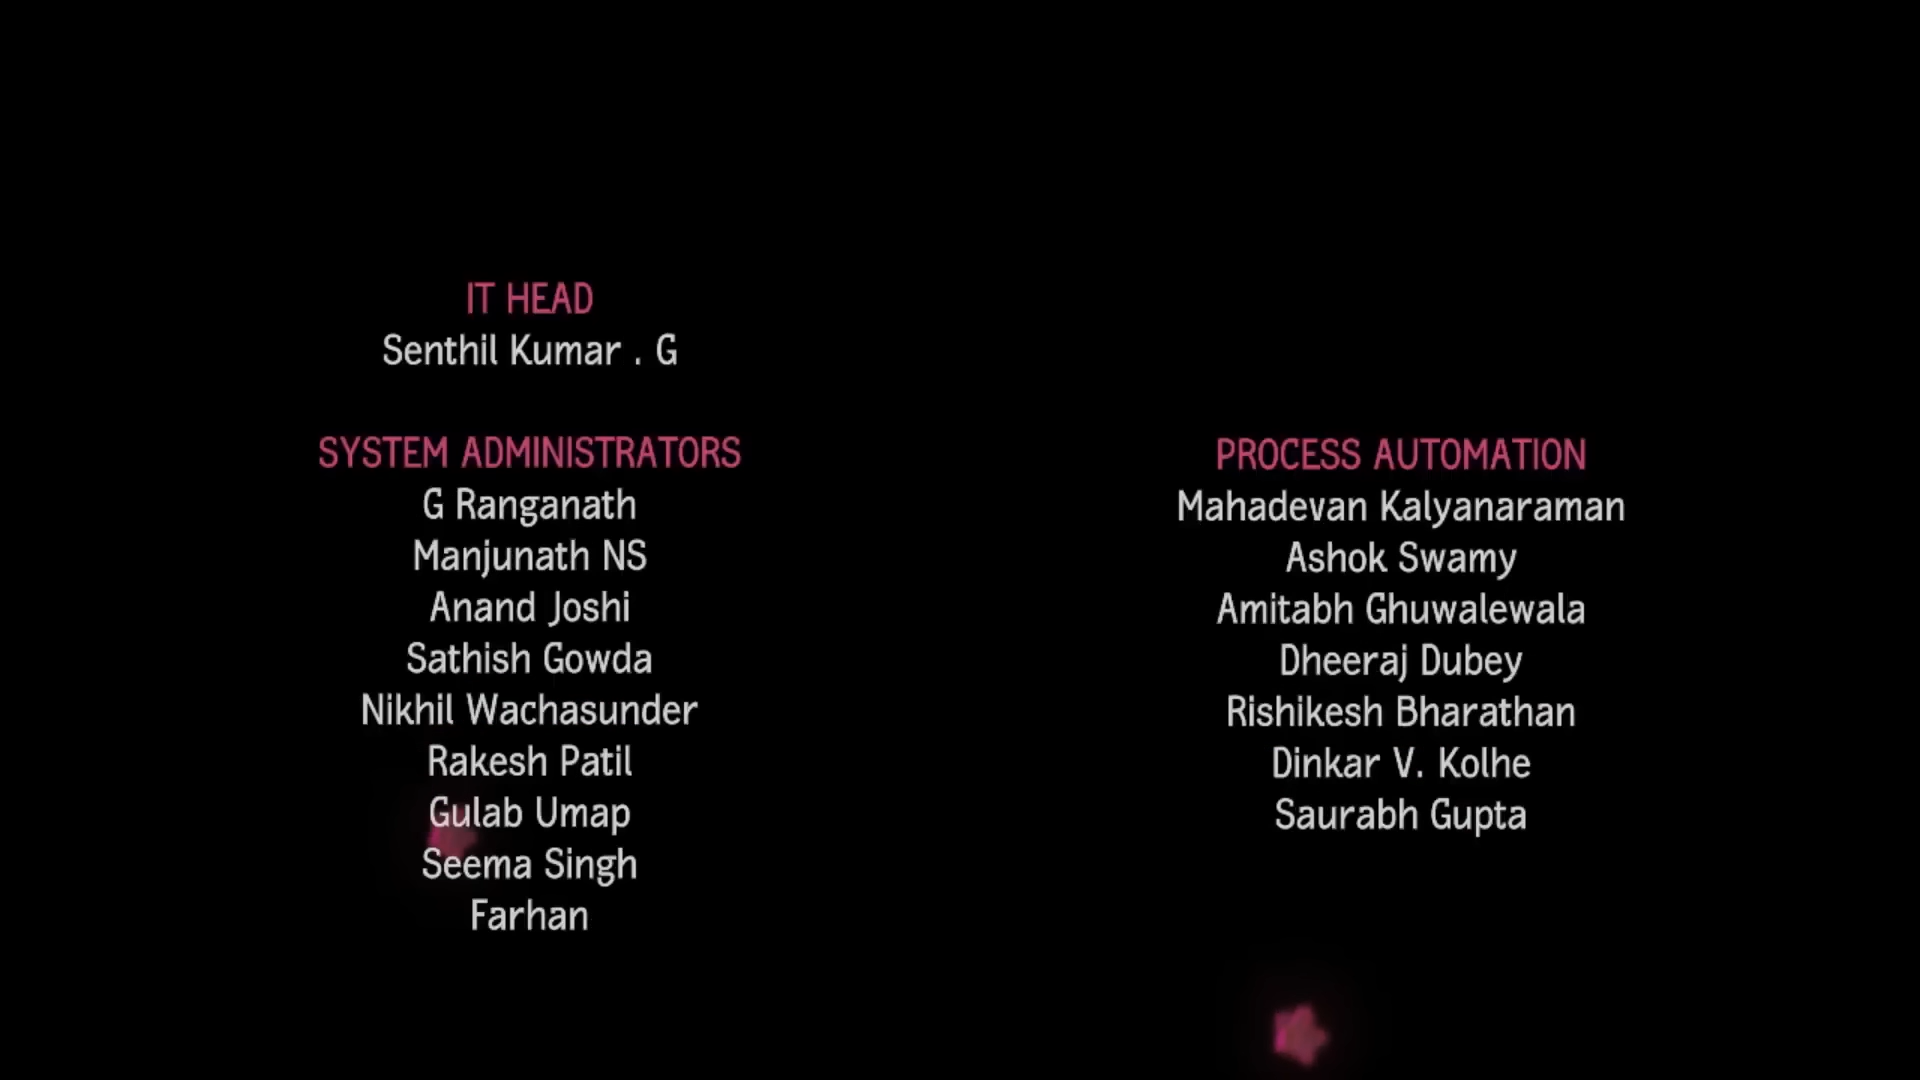 IT HEAD
Senthil Kumar . G
SYSTEM ADMINISTRATORS
G Ranganath
Manjunath NS
Anand Joshi
Sathish Gowda
Nikhil Wachasunder
Rakesh Patil
Gulab Umap
Seema Singh
Farhan
PROCESS AUTOMATION
Mahadevan Kalyanaraman
Ashok Swamy
Amitabh Ghuwalewala
Dheeraj Dubey
Rishikesh Bharathan
Dinkar V. Kolhe
Saurabh Gupta